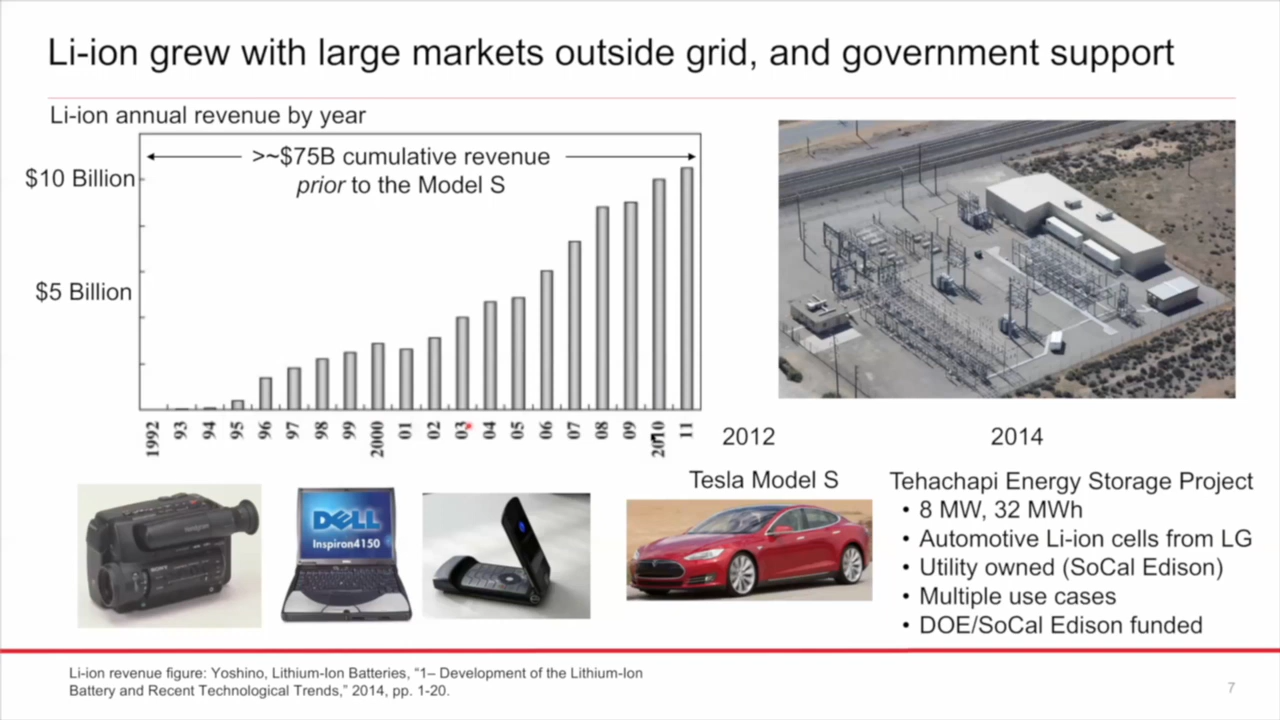 Li-ion grew with large markets outside grid, and government support
Li-ion annual revenue by year
>~$75B cumulative revenue
prior to the Model S
$10 Billion
$5 Billion
1992 93 94 95 96 97 98 99 2000 01 02 03 04 05 06 07 08 09 2010 11
2012
2014
Tesla Model S
Tehachapi Energy Storage Project
• 8 MW, 32 MWh
• Automotive Li-ion cells from LG
• Utility owned (SoCal Edison)
• Multiple use cases
• DOE/SoCal Edison funded
DELL
Inspiron4150
Li-ion revenue figure: Yoshino, Lithium-Ion Batteries, “1– Development of the Lithium-Ion
Battery and Recent Technological Trends,” 2014, pp. 1-20.
7